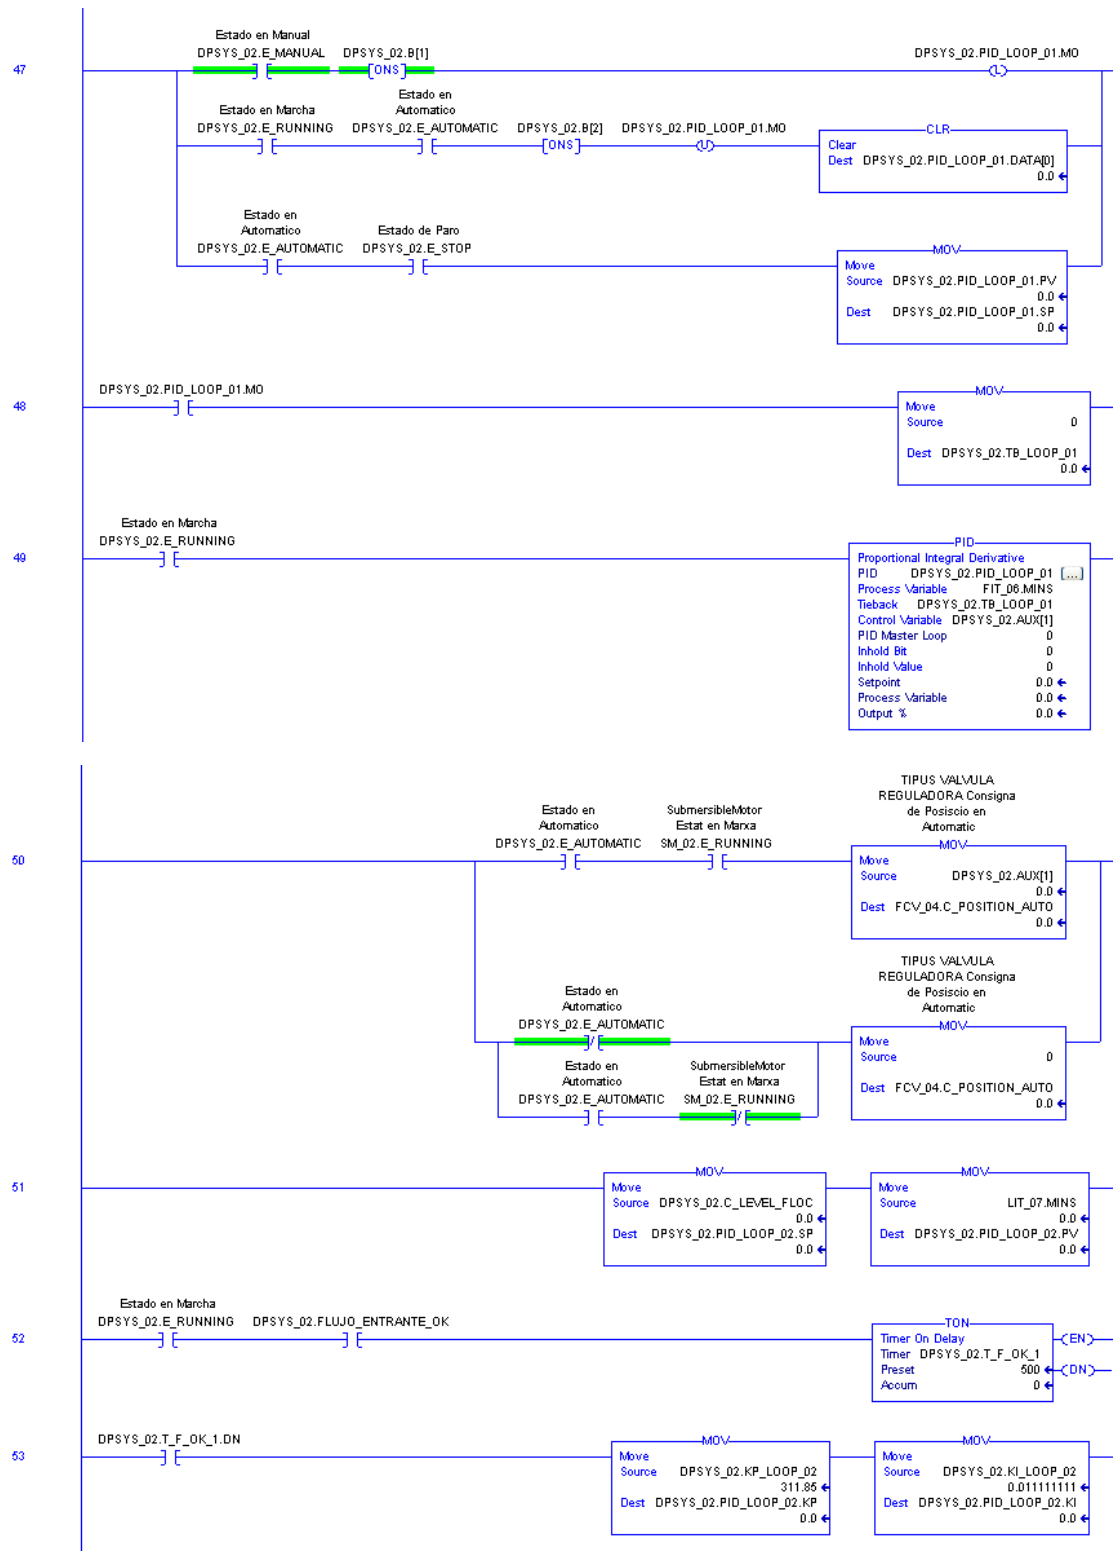 Estado en Manual
DPSYS_02.E_MANUAL DPSYS_02.B[1] DPSYS_02.PID_LOOP_01.MO
47 ONS L
Estado en
Estado en Marcha Automatico
DPSYS_02.E_RUNNING DPSYS_02.E_AUTOMATIC DPSYS_02.B[2] DPSYS_02.PID_LOOP_01.MO
ONS U
CLR
Clear
Dest DPSYS_02.PID_LOOP_01.DATA[0]
0.0
Estado en
Automatico Estado de Paro
DPSYS_02.E_AUTOMATIC DPSYS_02.E_STOP
MOV
Move
Source DPSYS_02.PID_LOOP_01.PV
0.0
Dest DPSYS_02.PID_LOOP_01.SP
0.0
DPSYS_02.PID_LOOP_01.MO
48
MOV
Move
Source 0
Dest DPSYS_02.TB_LOOP_01
0.0
Estado en Marcha
DPSYS_02.E_RUNNING
49
PID
Proportional Integral Derivative
PID DPSYS_02.PID_LOOP_01 ...
Process Variable FIT_06.MINS
Tieback DPSYS_02.TB_LOOP_01
Control Variable DPSYS_02.AUX[1]
PID Master Loop 0
Inhold Bit 0
Inhold Value 0
Setpoint 0.0
Process Variable 0.0
Output % 0.0
Estado en SubmersibleMotor
Automatico Estat en Marxa
DPSYS_02.E_AUTOMATIC SM_02.E_RUNNING
50
TIPUS VALVULA
REGULADORA Consigna
de Posiscio en
Automatic
MOV
Move
Source DPSYS_02.AUX[1]
0.0
Dest FCV_04.C_POSITION_AUTO
0.0
Estado en
Automatico
DPSYS_02.E_AUTOMATIC
TIPUS VALVULA
REGULADORA Consigna
de Posiscio en
Automatic
MOV
Move
Source 0
Dest FCV_04.C_POSITION_AUTO
0.0
Estado en SubmersibleMotor
Automatico Estat en Marxa
DPSYS_02.E_AUTOMATIC SM_02.E_RUNNING
51
MOV
Move
Source DPSYS_02.C_LEVEL_FLOC
0.0
Dest DPSYS_02.PID_LOOP_02.SP
0.0
MOV
Move
Source LIT_07.MINS
0.0
Dest DPSYS_02.PID_LOOP_02.PV
0.0
Estado en Marcha
DPSYS_02.E_RUNNING DPSYS_02.FLUJO_ENTRANTE_OK
52
TON
Timer On Delay EN
Timer DPSYS_02.T_F_OK_1
Preset 500 DN
Accum 0
DPSYS_02.T_F_OK_1.DN
53
MOV
Move
Source DPSYS_02.KP_LOOP_02
311.85
Dest DPSYS_02.PID_LOOP_02.KP
0.0
MOV
Move
Source DPSYS_02.KI_LOOP_02
0.011111111
Dest DPSYS_02.PID_LOOP_02.KI
0.0